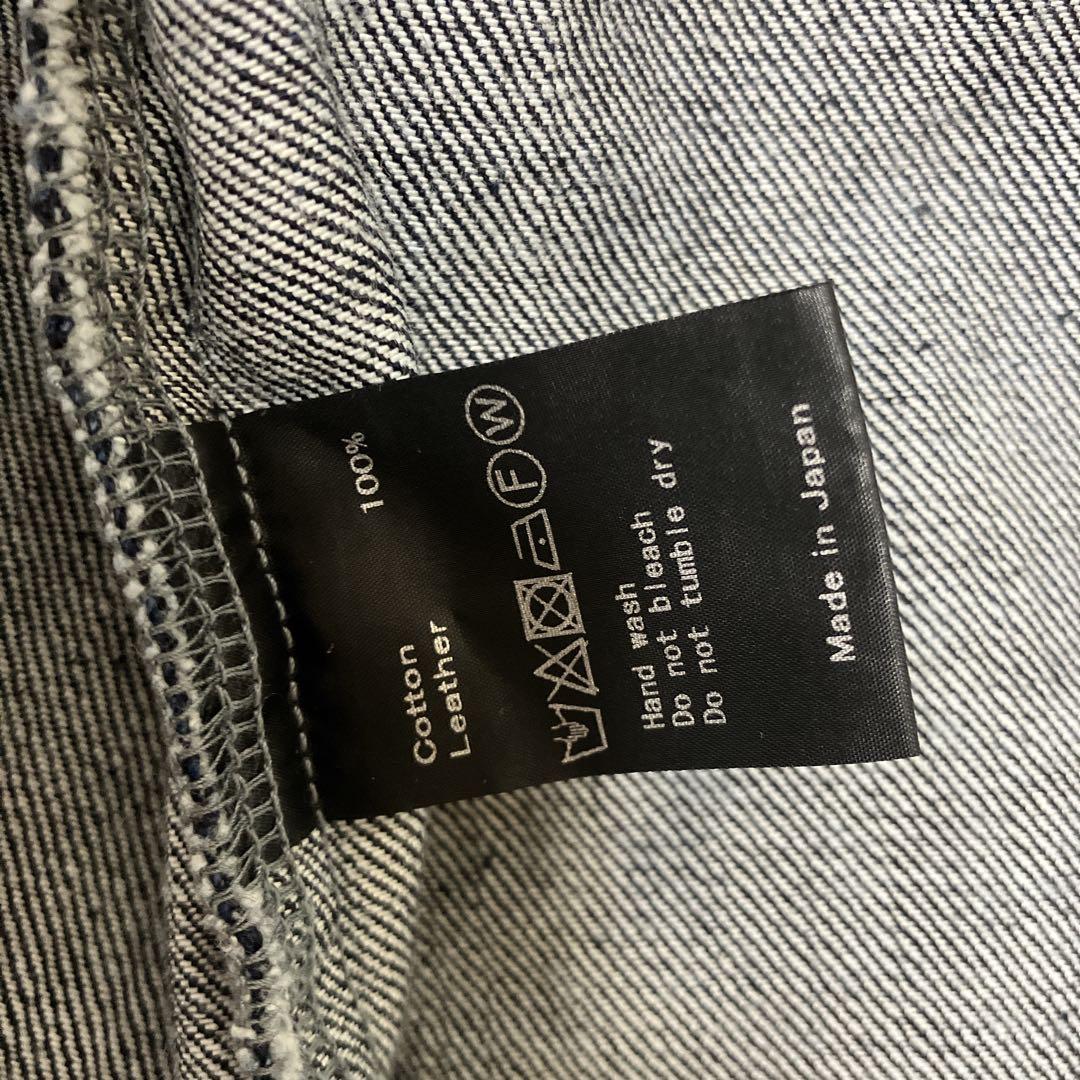 Cotton 100%
Leather
F W
Hand wash
Do not bleach
Do not tumble dry
Made in Japan